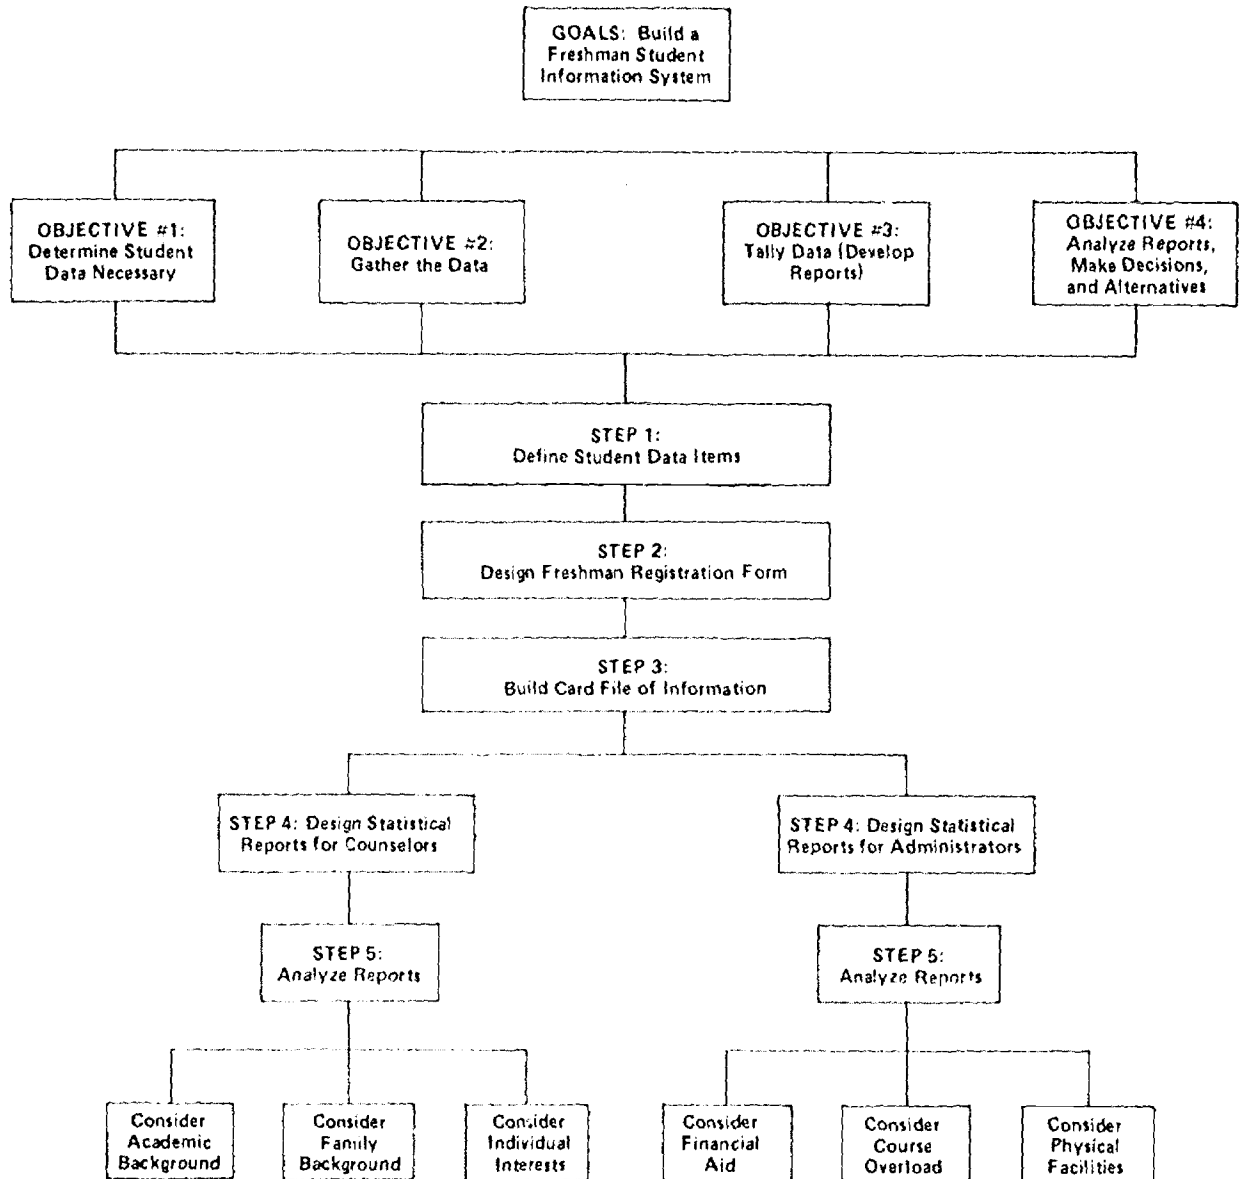 GOALS: Build a
Freshman Student
Information System
OBJECTIVE #1:
Determine Student
Data Necessary
OBJECTIVE #2:
Gather the Data
OBJECTIVE #3:
Tally Data (Develop
Reports)
OBJECTIVE #4:
Analyze Reports,
Make Decisions,
and Alternatives
STEP 1:
Define Student Data Items
STEP 2:
Design Freshman Registration Form
STEP 3:
Build Card File of Information
STEP 4: Design Statistical
Reports for Counselors
STEP 4: Design Statistical
Reports for Administrators
STEP 5:
Analyze Reports
STEP 5:
Analyze Reports
Consider
Academic
Background
Consider
Family
Background
Consider
Individual
Interests
Consider
Financial
Aid
Consider
Course
Overload
Consider
Physical
Facilities